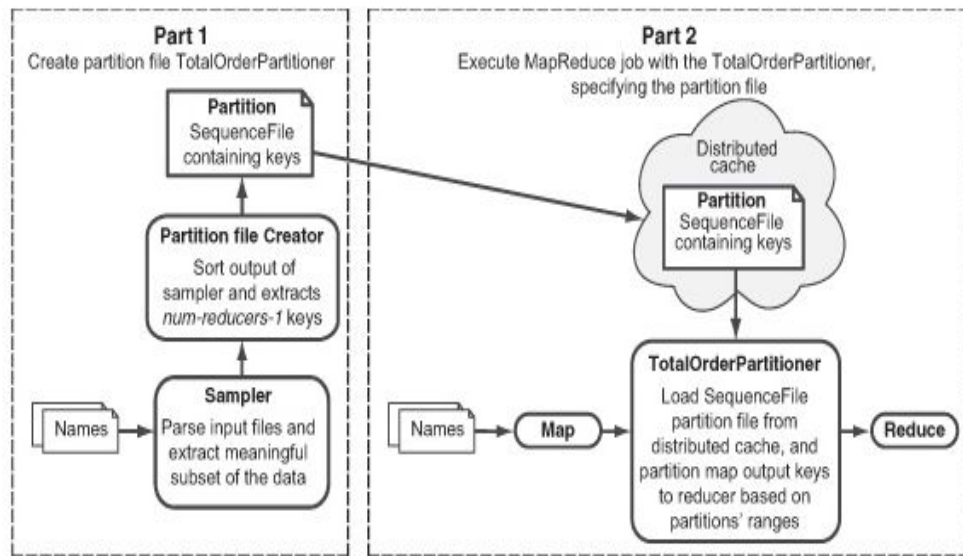 Part 1
Create partition file TotalOrderPartitioner
Partition
SequenceFile
containing keys
Partition file Creator
Sort output of
sampler and extracts
num-reducers-1 keys
Sampler
Parse input files and
extract meaningful
subset of the data
Names
Part 2
Execute MapReduce job with the TotalOrderPartitioner,
specifying the partition file
Distributed
cache
Partition
SequenceFile
containing keys
Names
Map
TotalOrderPartitioner
Load SequenceFile
partition file from
distributed cache, and
partition map output keys
to reducer based on
partitions' ranges
Reduce